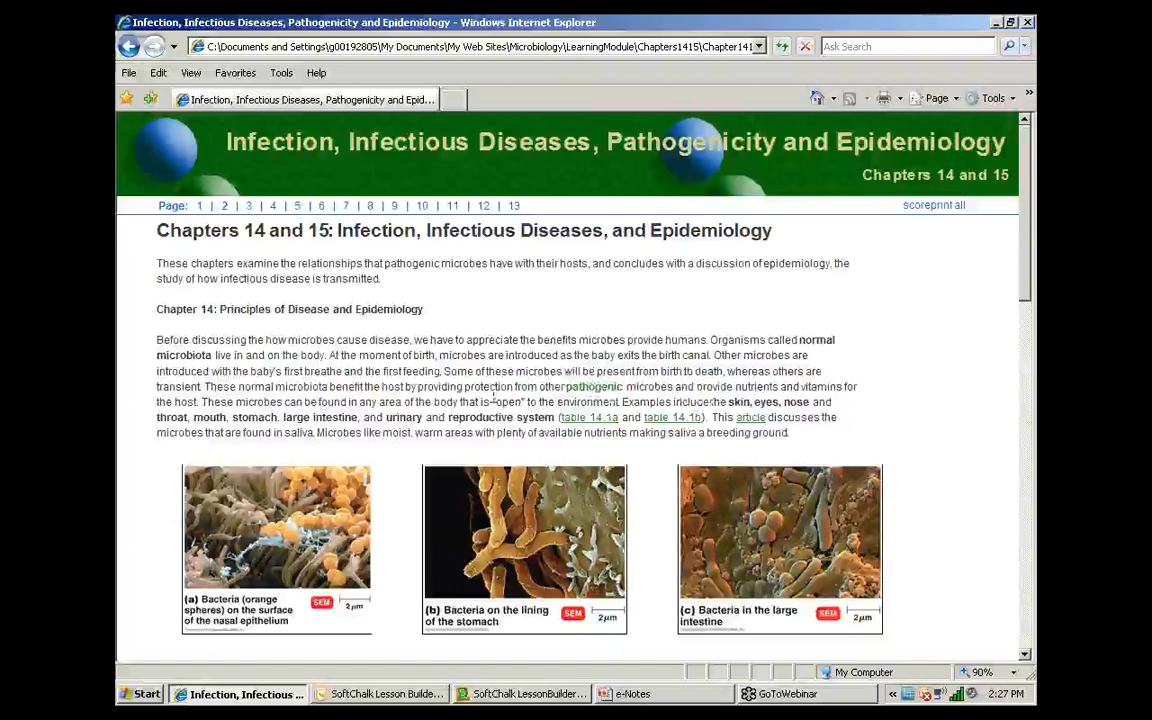 Infection, Infectious Diseases, Pathogenicity and Epidemiology - Windows Internet Explorer
C:\Documents and Settings\g00192805\My Documents\My Web Sites\Microbiology\LearningModule\Chapters1415\Chapter141
Ask Search
File Edit View Favorites Tools Help
Infection, Infectious Diseases, Pathogenicity and Epid...
Page Tools »
Infection, Infectious Diseases, Pathogenicity and Epidemiology
Chapters 14 and 15
Page: 1 | 2 | 3 | 4 | 5 | 6 | 7 | 8 | 9 | 10 | 11 | 12 | 13
scoreprint all
Chapters 14 and 15: Infection, Infectious Diseases, and Epidemiology
These chapters examine the relationships that pathogenic microbes have with their hosts, and concludes with a discussion of epidemiology, the
study of how infectious disease is transmitted.
Chapter 14: Principles of Disease and Epidemiology
Before discussing the how microbes cause disease, we have to appreciate the benefits microbes provide humans. Organisms called normal
microbiota live in and on the body. At the moment of birth, microbes are introduced as the baby exits the birth canal. Other microbes are
introduced with the baby's first breathe and the first feeding. Some of these microbes will be present from birth to death, whereas others are
transient. These normal microbiota benefit the host by providing protection from other pathogenic microbes and provide nutrients and vitamins for
the host. These microbes can be found in any area of the body that is "open" to the environment. Examples include the skin, eyes, nose and
throat, mouth, stomach, large intestine, and urinary and reproductive system (table 14.1a and table 14.1b). This article discusses the
microbes that are found in saliva. Microbes like moist, warm areas with plenty of available nutrients making saliva a breeding ground.
(a) Bacteria (orange
spheres) on the surface
of the nasal epithelium
SEM
2 µm
(b) Bacteria on the lining
of the stomach
SEM
2 µm
(c) Bacteria in the large
intestine
SEM
2 µm
My Computer
90%
Start
Infection, Infectious ...
SoftChalk Lesson Builde...
SoftChalk LessonBuilder...
e-Notes
GoToWebinar
«
2:27 PM